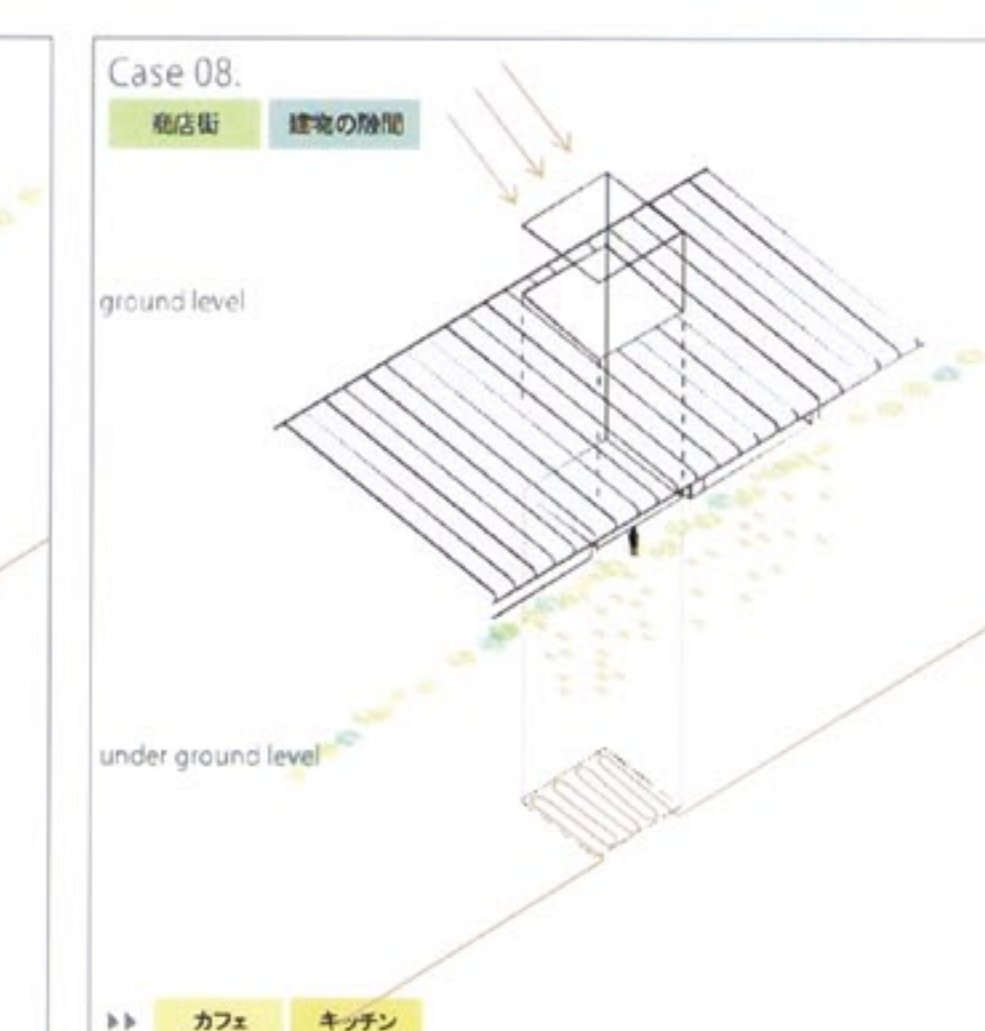 Case 08.
商店街 建物の隙間
ground level
under ground level
カフェ キッチン